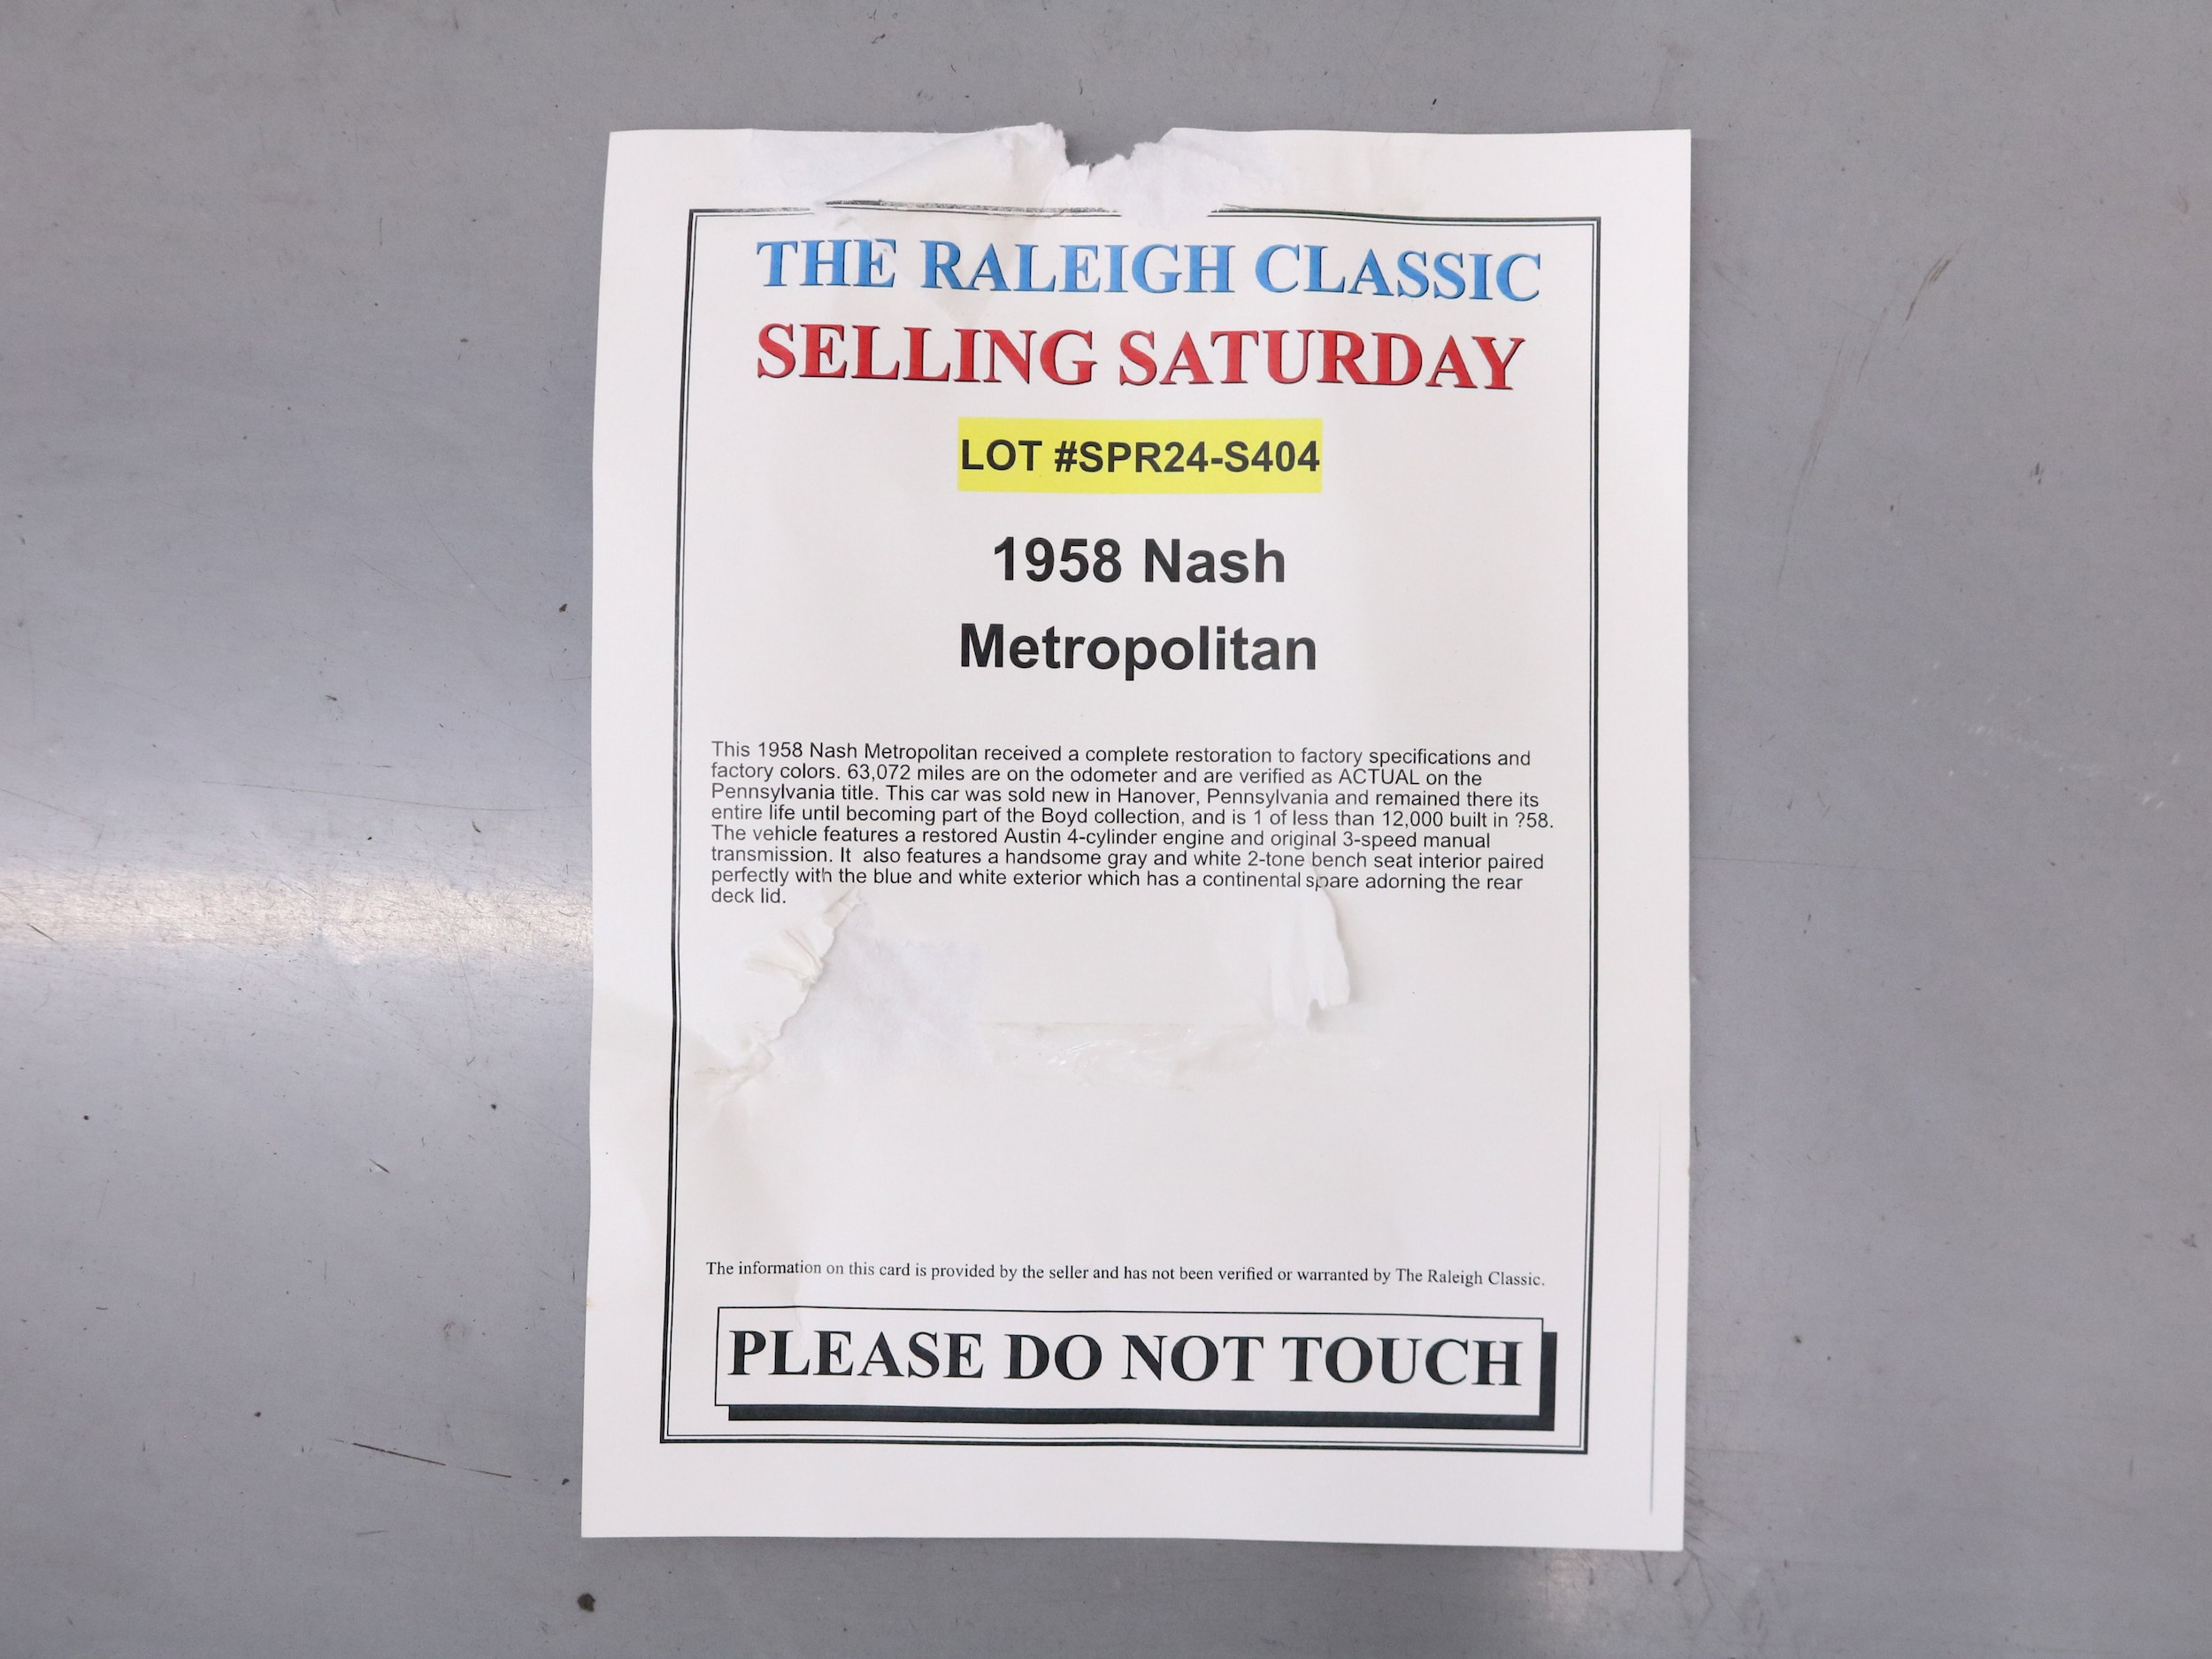 THE RALEIGH CLASSIC
SELLING SATURDAY
LOT #SPR24-S404
1958 Nash
Metropolitan
This 1958 Nash Metropolitan received a complete restoration to factory specifications and
factory colors. 63,072 miles are on the odometer and are verified as ACTUAL on the
Pennsylvania title. This car was sold new in Hanover, Pennsylvania and remained there its
entire life until becoming part of the Boyd collection, and is 1 of less than 12,000 built in ?58.
The vehicle features a restored Austin 4-cylinder engine and original 3-speed manual
transmission. It  also features a handsome gray and white 2-tone bench seat interior paired
perfectly with the blue and white exterior which has a continental spare adorning the rear
deck lid.
The information on this card is provided by the seller and has not been verified or warranted by The Raleigh Classic.
PLEASE DO NOT TOUCH